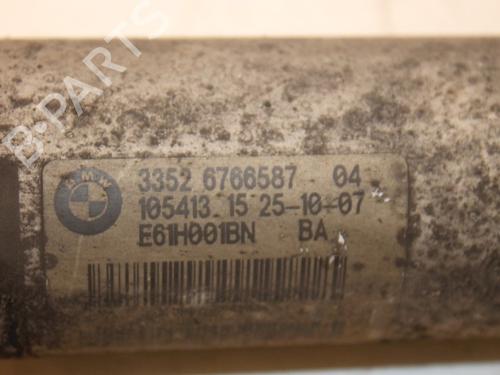 B-PARTS
BMW
3352 6766587 04
105413 15 25-10-07
E61H001BN BA